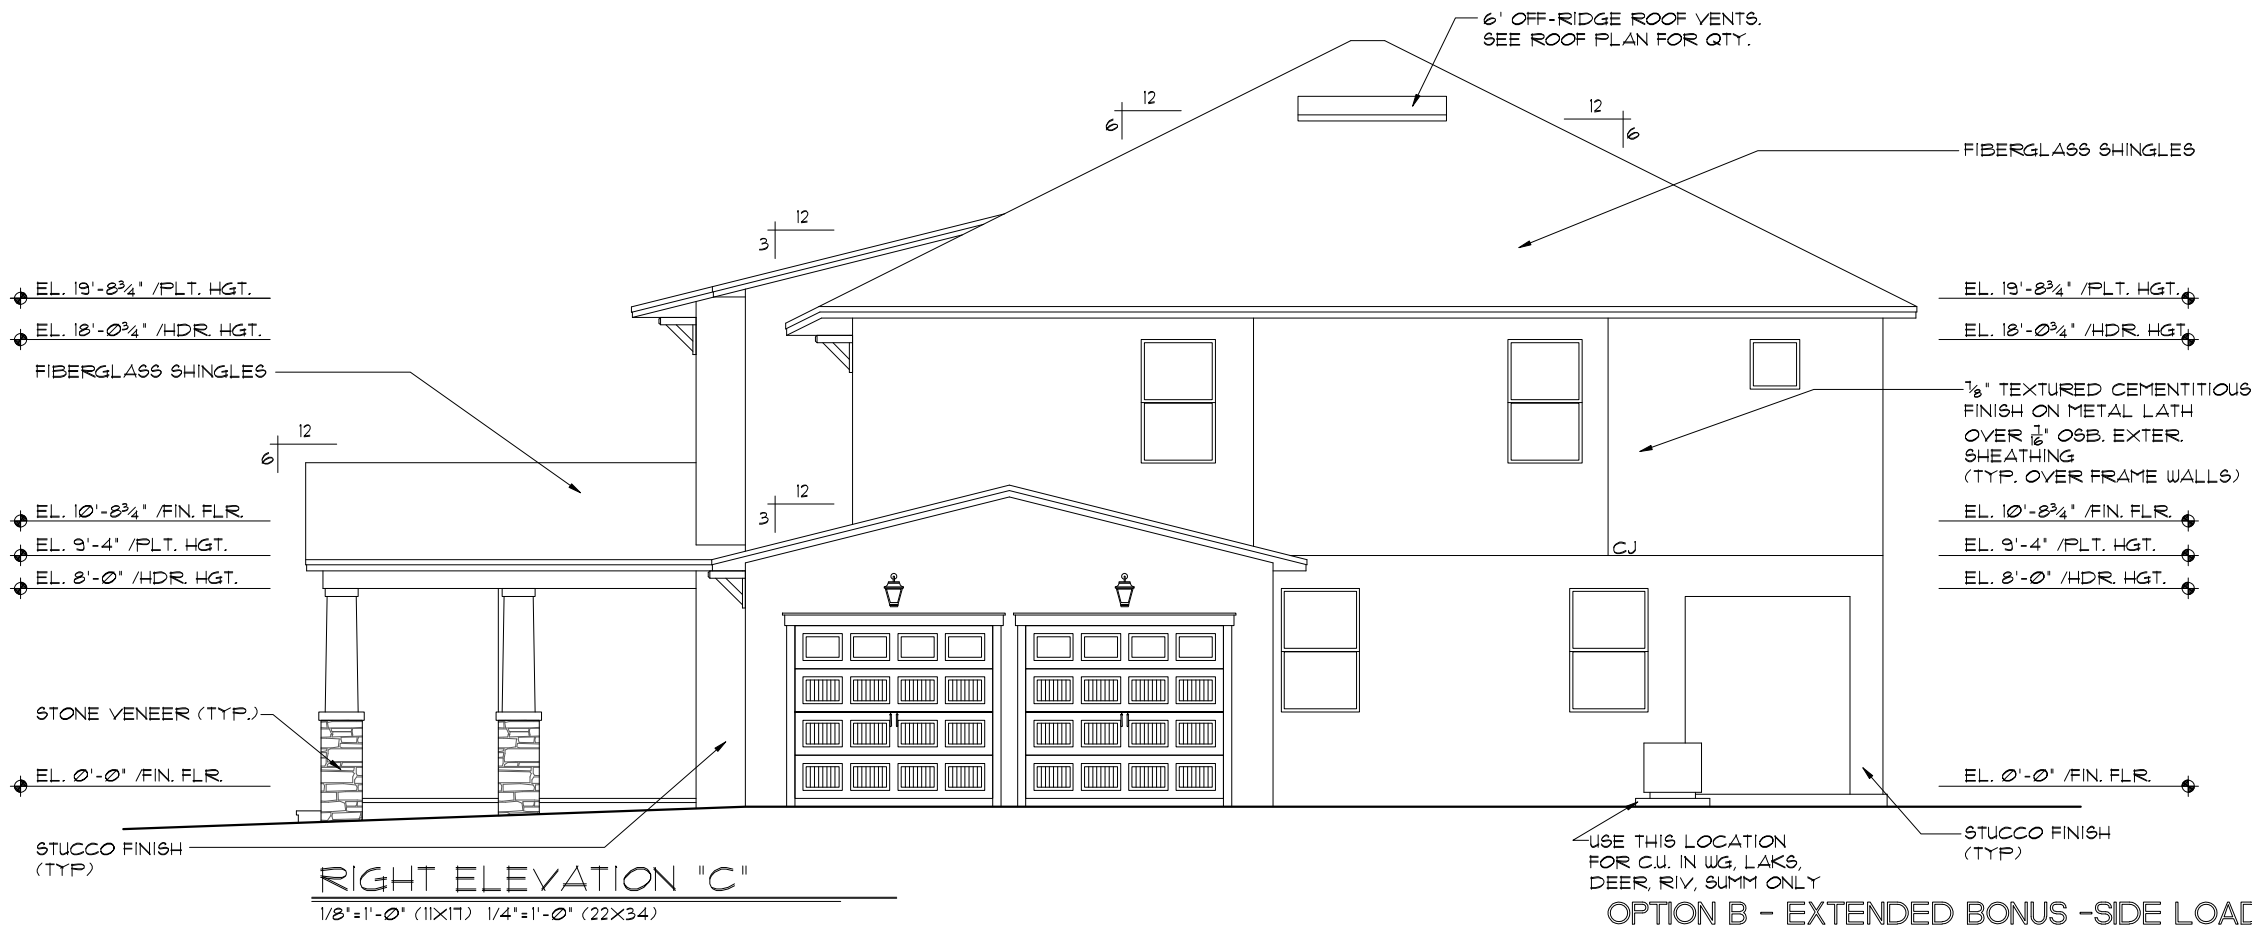 6' OFF-RIDGE ROOF VENTS.
SEE ROOF PLAN FOR QTY.
12
6
12
6
FIBERGLASS SHINGLES
12
3
EL. 19'-8¾" /PLT. HGT.
EL. 18'-0¾" /HDR. HGT.
FIBERGLASS SHINGLES
12
6
EL. 10'-8¾" /FIN. FLR.
EL. 9'-4" /PLT. HGT.
EL. 8'-0" /HDR. HGT.
STONE VENEER (TYP.)
EL. 0'-0" /FIN. FLR.
STUCCO FINISH
(TYP)
12
3
CJ
EL. 19'-8¾" /PLT. HGT.
EL. 18'-0¾" /HDR. HGT
⅞" TEXTURED CEMENTITIOUS
FINISH ON METAL LATH
OVER 7/16" OSB. EXTER.
SHEATHING
(TYP. OVER FRAME WALLS)
EL. 10'-8¾" /FIN. FLR.
EL. 9'-4" /PLT. HGT.
EL. 8'-0" /HDR. HGT.
EL. 0'-0" /FIN. FLR.
STUCCO FINISH
(TYP)
USE THIS LOCATION
FOR C.U. IN WG, LAKS,
DEER, RIV, SUMM ONLY
RIGHT ELEVATION "C"
1/8"=1'-0" (11X17) 1/4"=1'-0" (22X34)
OPTION B - EXTENDED BONUS -SIDE LOAD